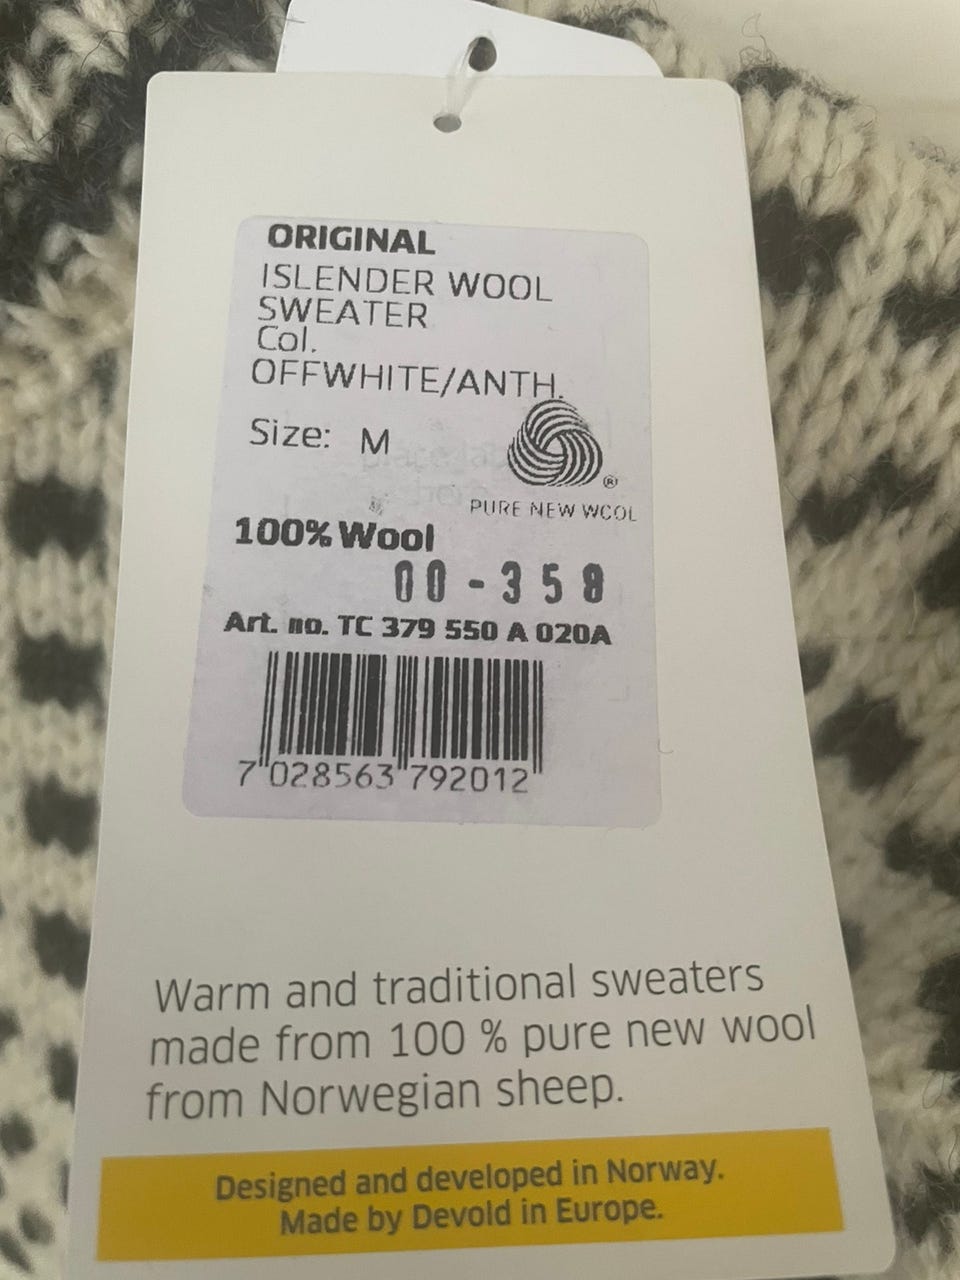 ORIGINAL
ISLENDER WOOL
SWEATER
Col.
OFFWHITE/ANTH.
Size: M
®
PURE NEW WOOL
100% Wool
00-358
Art. no. TC 379 550 A 020A
7 028563 792012
Warm and traditional sweaters
made from 100 % pure new wool
from Norwegian sheep.
Designed and developed in Norway.
Made by Devold in Europe.